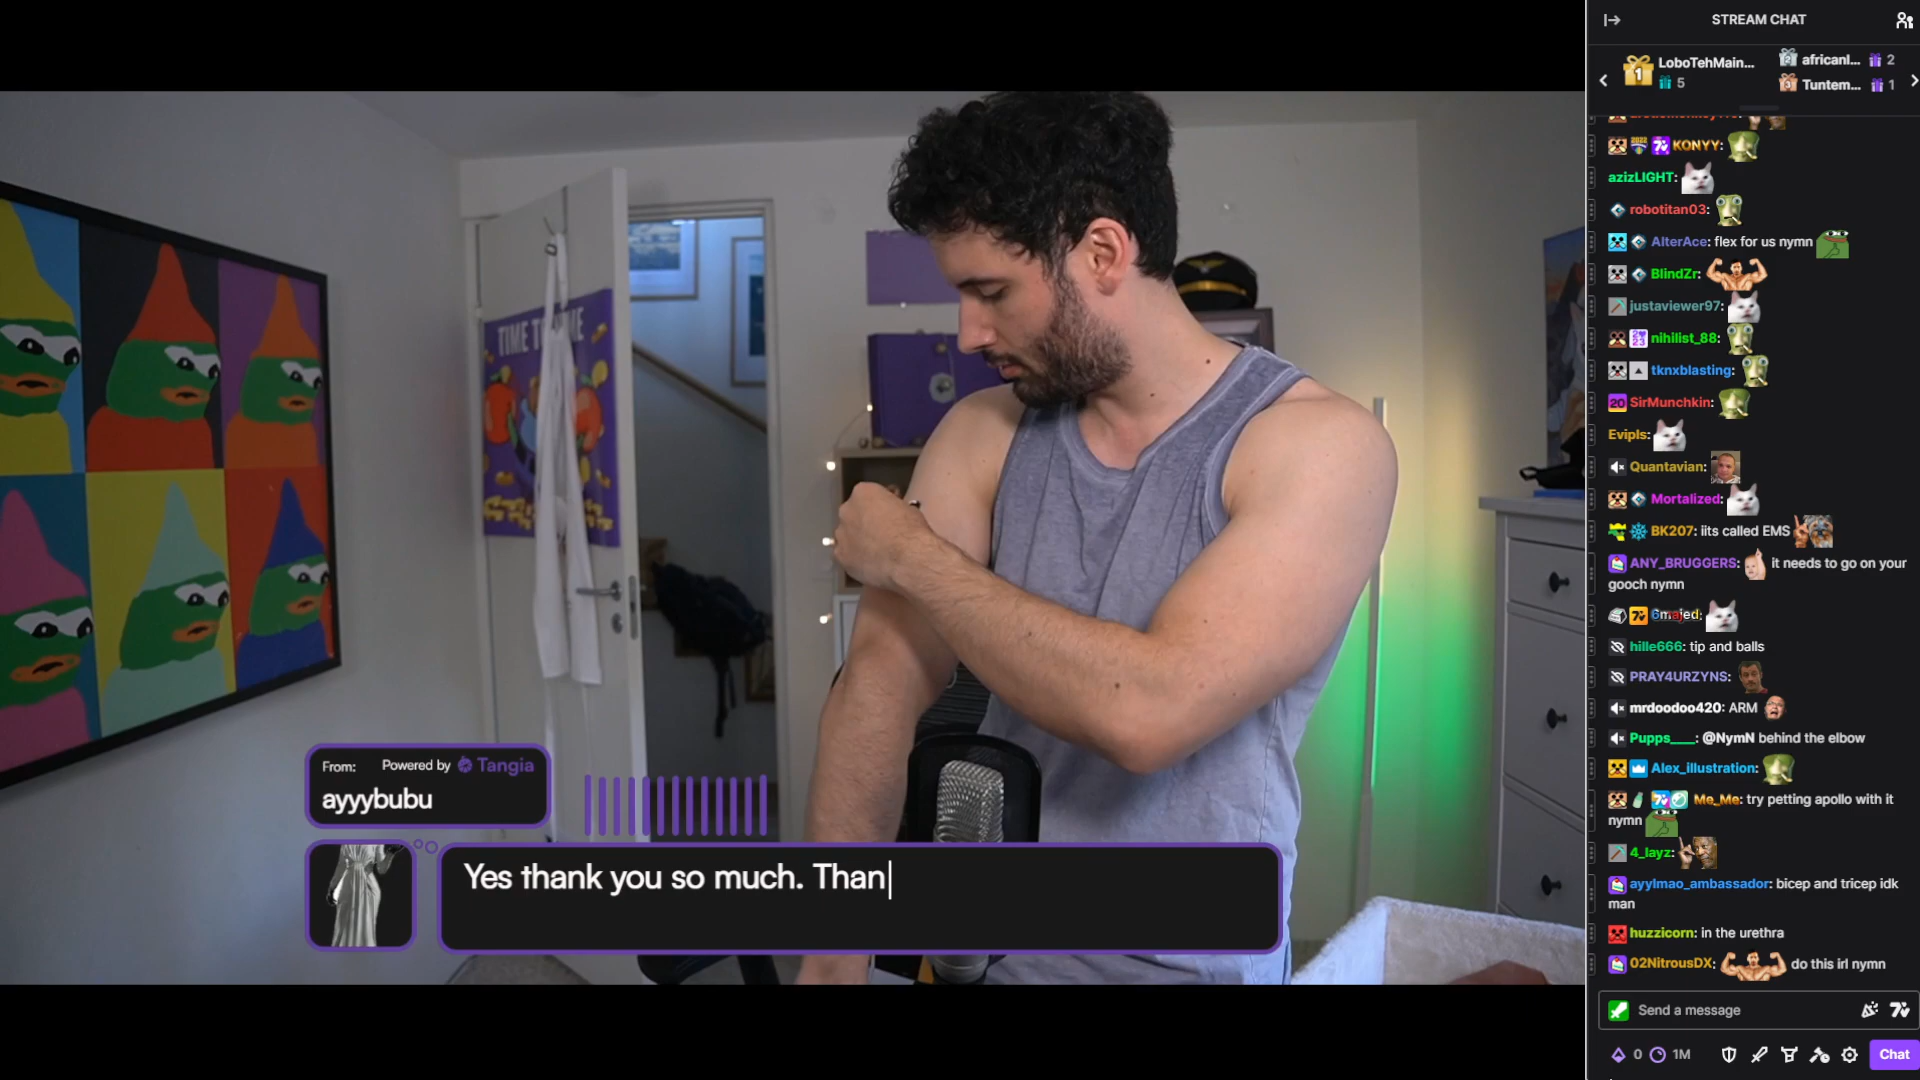 STREAM CHAT
LoboTehMain...
5
africanl... 2
Tuntem... 1
KONYY:
azizLIGHT:
robotitan03:
AlterAce: flex for us nymn
BlindZr:
justaviewer97:
nihilist_88:
tknxblasting:
SirMunchkin:
Evipls:
Quantavian:
Mortalized:
BK207: iits called EMS
ANY_BRUGGERS: it needs to go on your
gooch nymn
6majed:
hille666: tip and balls
PRAY4URZYNS:
mrdoodoo420: ARM
Pupps___: @NymN behind the elbow
Alex_illustration:
Me_Me: try petting apollo with it
nymn
4_layz:
ayylmao_ambassador: bicep and tricep idk
man
huzzicorn: in the urethra
02NitrousDX: do this irl nymn
Send a message
0 1M
Chat
From: Powered by Tangia
ayyybubu
Yes thank you so much. Than